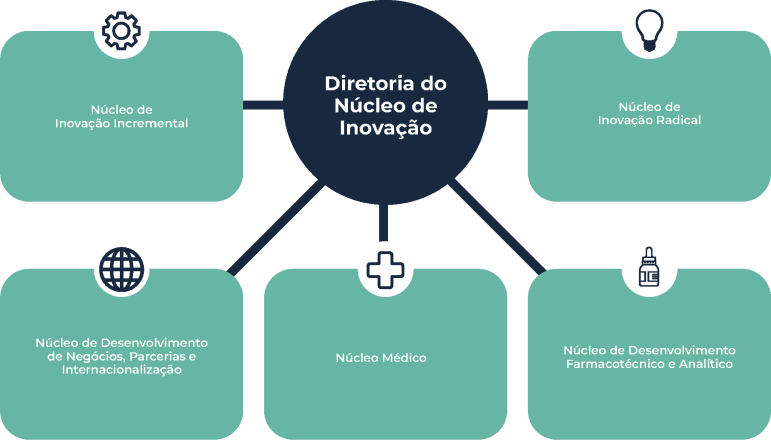 Diretoria do
Núcleo de
Inovação
Núcleo de
Inovação Incremental
Núcleo de
Inovação Radical
Núcleo de Desenvolvimento
de Negócios, Parcerias e
Internacionalização
Núcleo Médico
Núcleo de Desenvolvimento
Farmacotécnico e Analítico